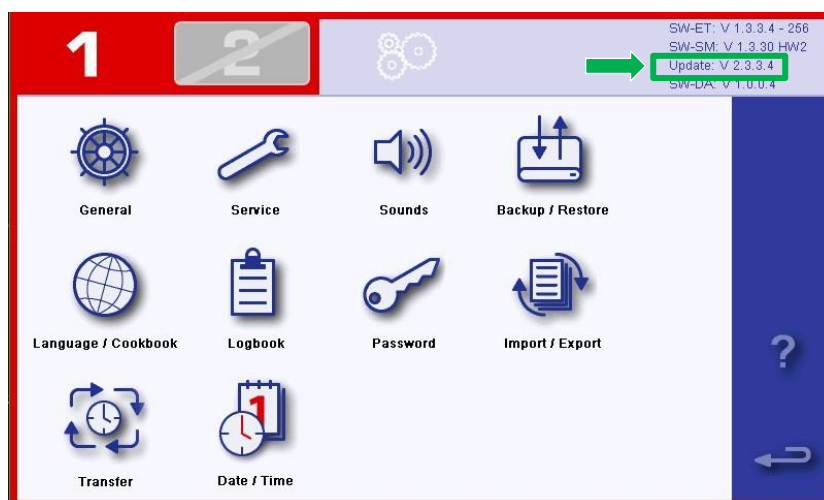 1
2
SW-ET: V 1.3.3.4 - 256
SW-SM: V 1.3.30 HW2
Update: V 2.3.3.4
SW-DA: V 1.0.0.4
General
Service
Sounds
Backup / Restore
Language / Cookbook
Logbook
Password
Import / Export
?
1
Transfer
Date / Time